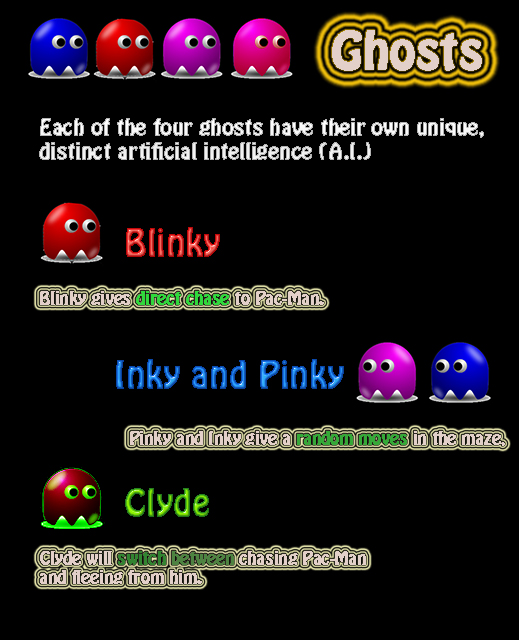 Ghosts
Each of the four ghosts have their own unique,
distinct artificial intelligence (A.I.)
Blinky
Blinky gives direct chase to Pac-Man.
Inky and Pinky
Pinky and Inky give a random moves in the maze.
Clyde
Clyde will switch between chasing Pac-Man
and fleeing from him.